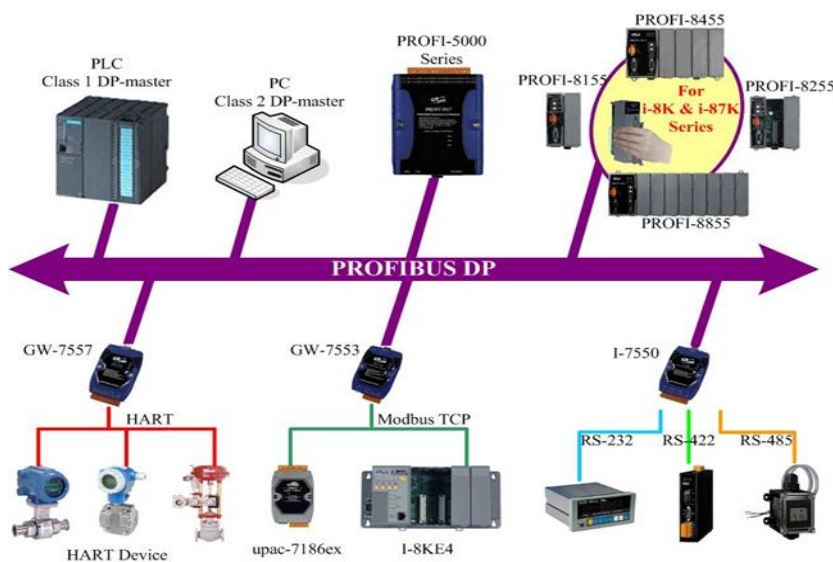 PLC
Class 1 DP-master
PC
Class 2 DP-master
PROFI-5000
Series
PROFI-8455
PROFI-8155
For
i-8K & i-87K
Series
PROFI-8255
PROFI-8855
PROFIBUS DP
GW-7557
GW-7553
I-7550
HART
Modbus TCP
RS-232
RS-422
RS-485
HART Device
upac-7186ex
I-8KE4